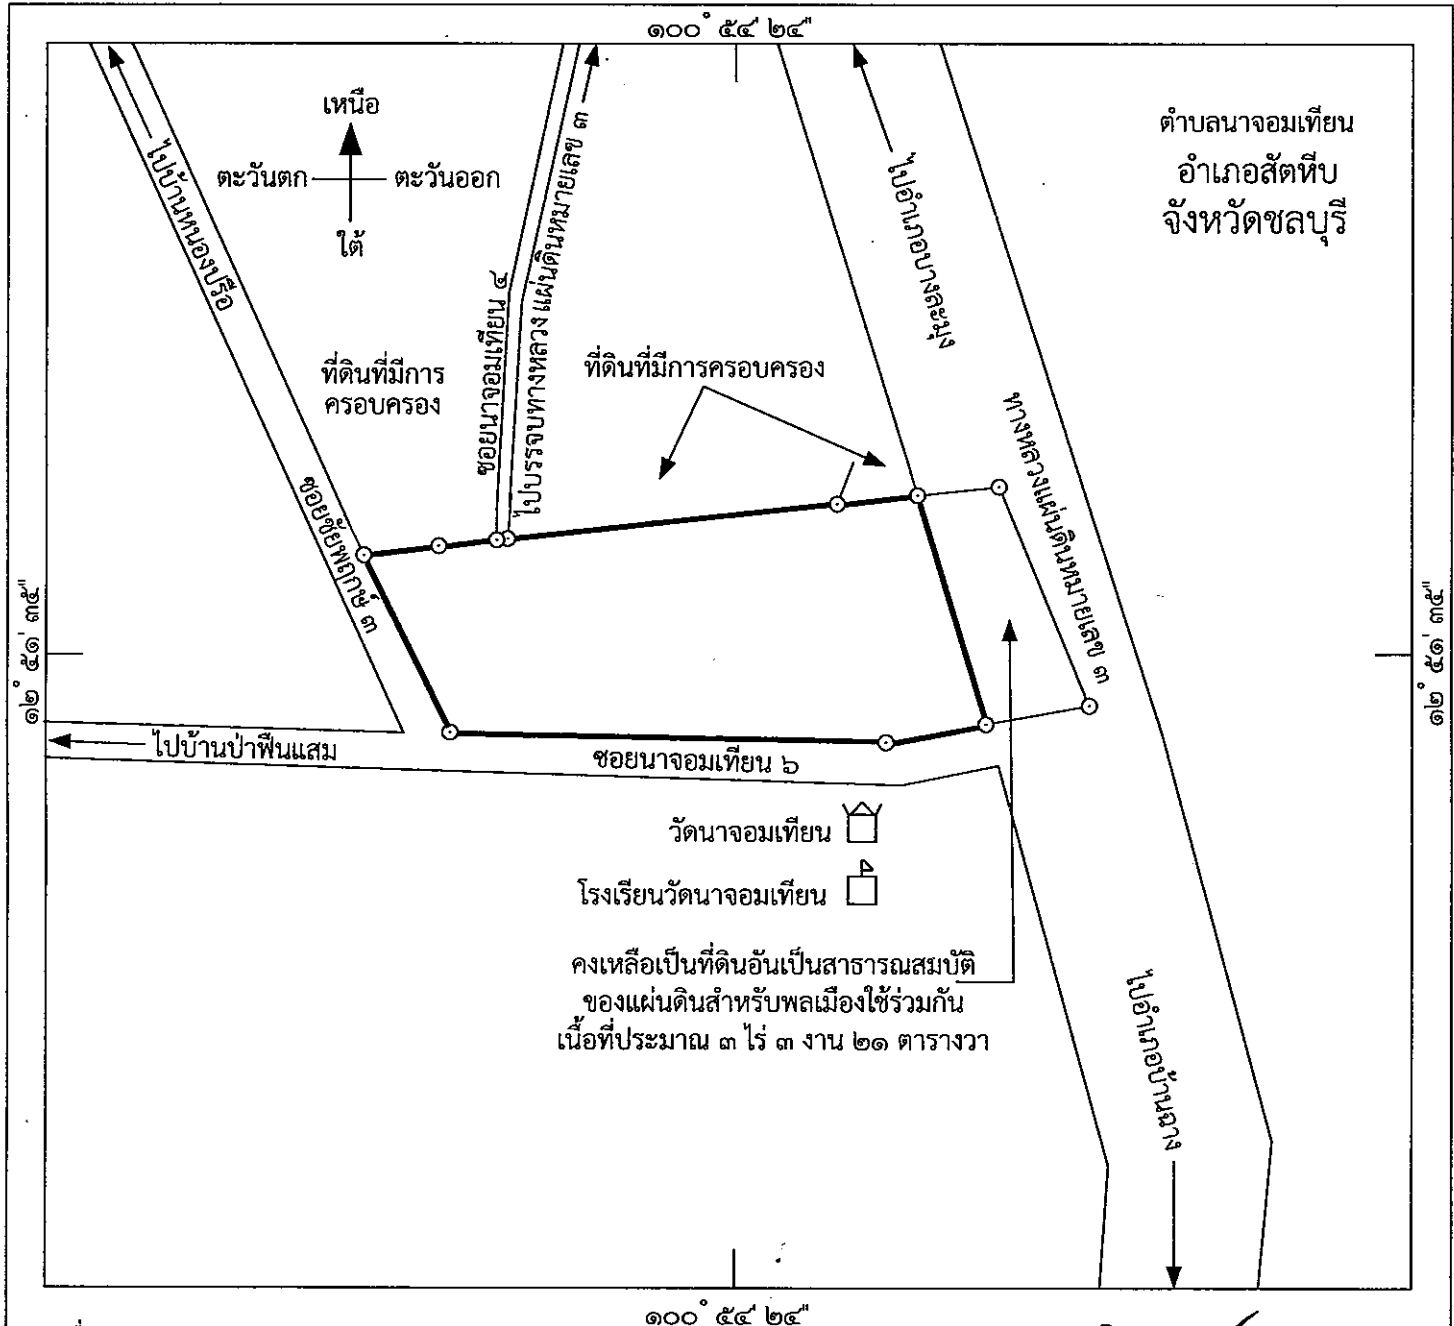 ๑๐๐° ๕๔' ๒๔"
ตำบลนาจอมเทียน
อำเภอสัตหีบ
จังหวัดชลบุรี
เหนือ
ตะวันตก
ตะวันออก
ใต้
ไปบ้านหนองปรือ
ซอยนาจอมเทียน ๔
ไปบรรจบทางหลวงแผ่นดินหมายเลข ๓
ไปอำเภอบางละมุง
ที่ดินที่มีการ
ครอบครอง
ที่ดินที่มีการครอบครอง
ทางหลวงแผ่นดินหมายเลข ๓
ซอยชัยพฤกษ์ ๓
๑๒° ๕๑' ๓๕"
๑๒° ๕๑' ๓๕"
ไปบ้านป่าฟืนแสม
ซอยนาจอมเทียน ๖
วัดนาจอมเทียน
โรงเรียนวัดนาจอมเทียน
คงเหลือเป็นที่ดินอันเป็นสาธารณสมบัติ
ของแผ่นดินสำหรับพลเมืองใช้ร่วมกัน
เนื้อที่ประมาณ ๓ ไร่ ๓ งาน ๒๑ ตารางวา
ไปอำเภอบ้านฉาง
๑๐๐° ๕๔' ๒๔"